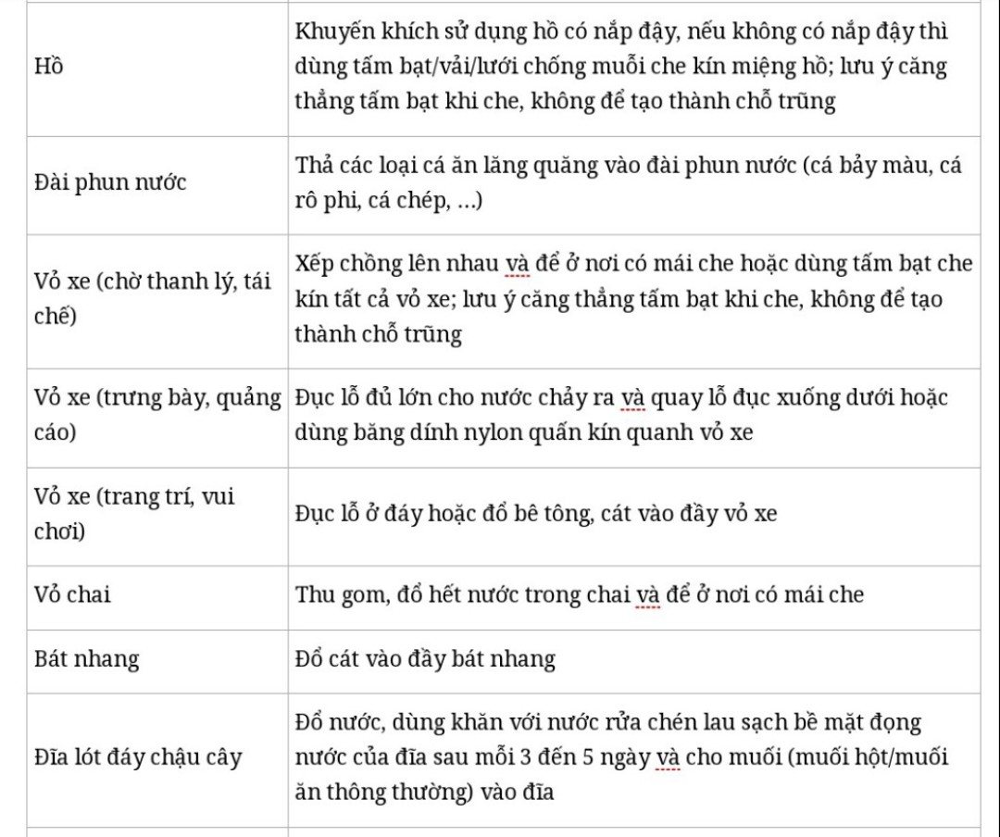 Hồ
Khuyến khích sử dụng hồ có nắp đậy, nếu không có nắp đậy thì
dùng tấm bạt/vải/lưới chống muỗi che kín miệng hồ; lưu ý căng
thẳng tấm bạt khi che, không để tạo thành chỗ trũng
Đài phun nước
Thả các loại cá ăn lăng quăng vào đài phun nước (cá bảy màu, cá
rô phi, cá chép, ...)
Vỏ xe (chờ thanh lý, tái
chế)
Xếp chồng lên nhau và để ở nơi có mái che hoặc dùng tấm bạt che
kín tất cả vỏ xe; lưu ý căng thẳng tấm bạt khi che, không để tạo
thành chỗ trũng
Vỏ xe (trưng bày, quảng
cáo)
Đục lỗ đủ lớn cho nước chảy ra và quay lỗ đục xuống dưới hoặc
dùng băng dính nylon quấn kín quanh vỏ xe
Vỏ xe (trang trí, vui
chơi)
Đục lỗ ở đáy hoặc đổ bê tông, cát vào đầy vỏ xe
Vỏ chai
Thu gom, đổ hết nước trong chai và để ở nơi có mái che
Bát nhang
Đổ cát vào đầy bát nhang
Đĩa lót đáy chậu cây
Đổ nước, dùng khăn với nước rửa chén lau sạch bề mặt đọng
nước của đĩa sau mỗi 3 đến 5 ngày và cho muối (muối hột/muối
ăn thông thường) vào đĩa